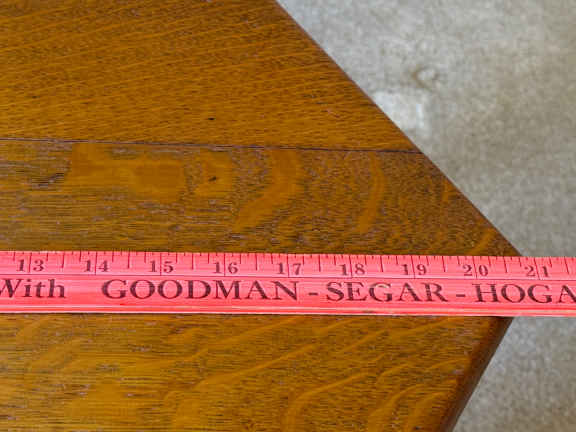 13 14 15 16 17 18 19 20 21
With GOODMAN - SEGAR - HOGA